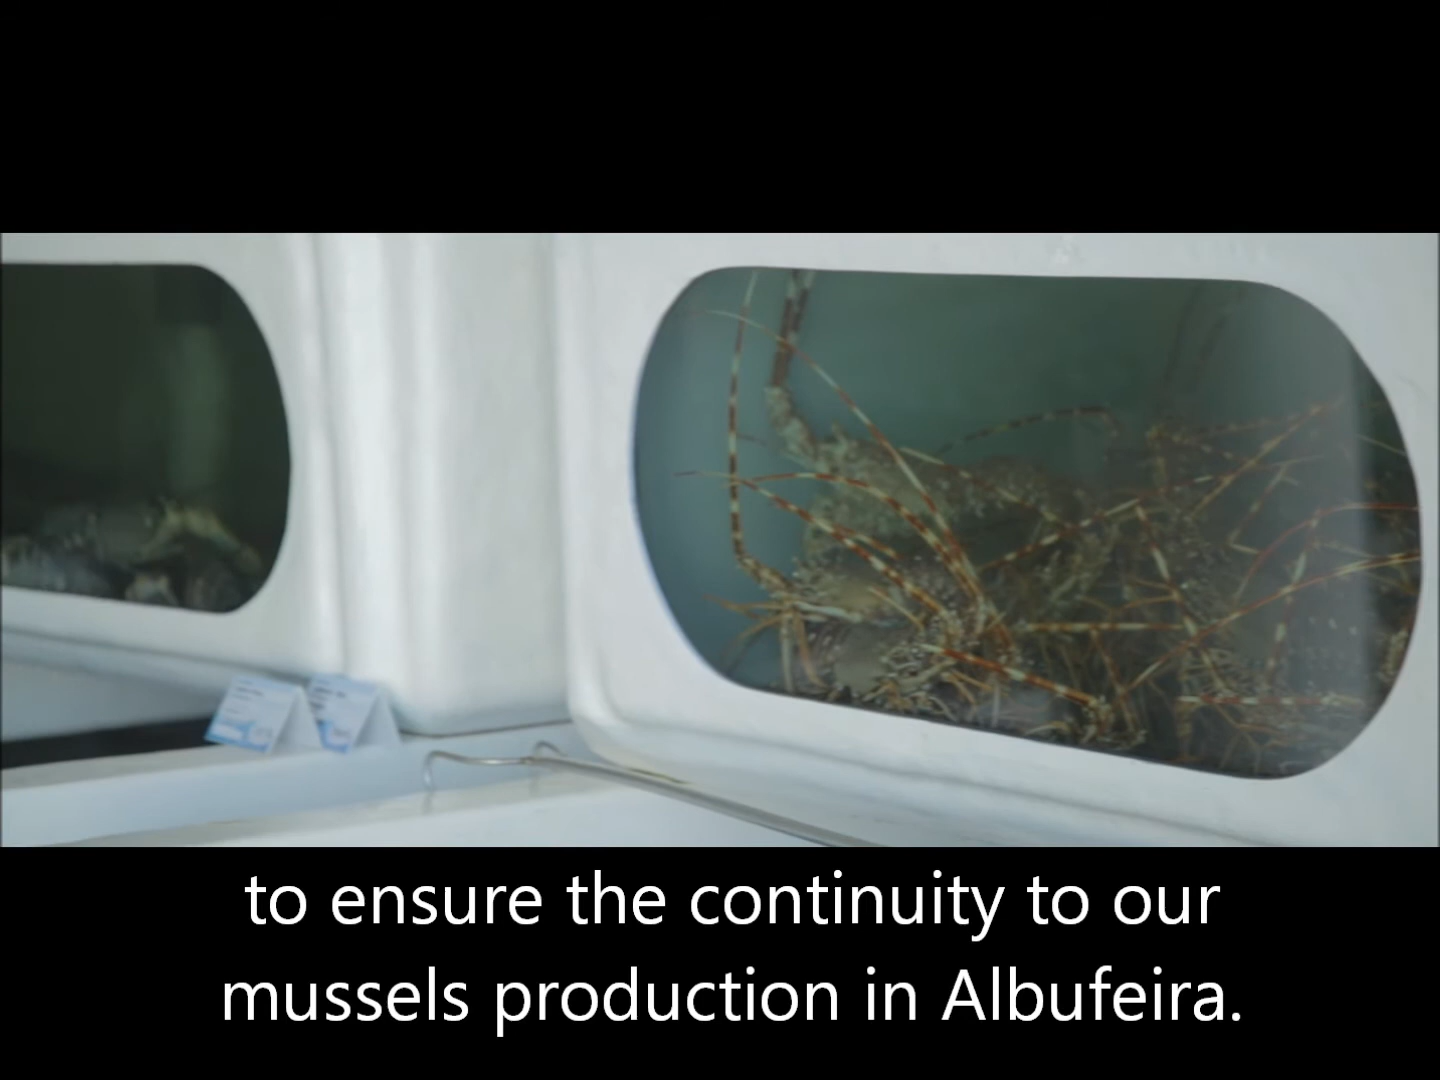 to ensure the continuity to our
mussels production in Albufeira.